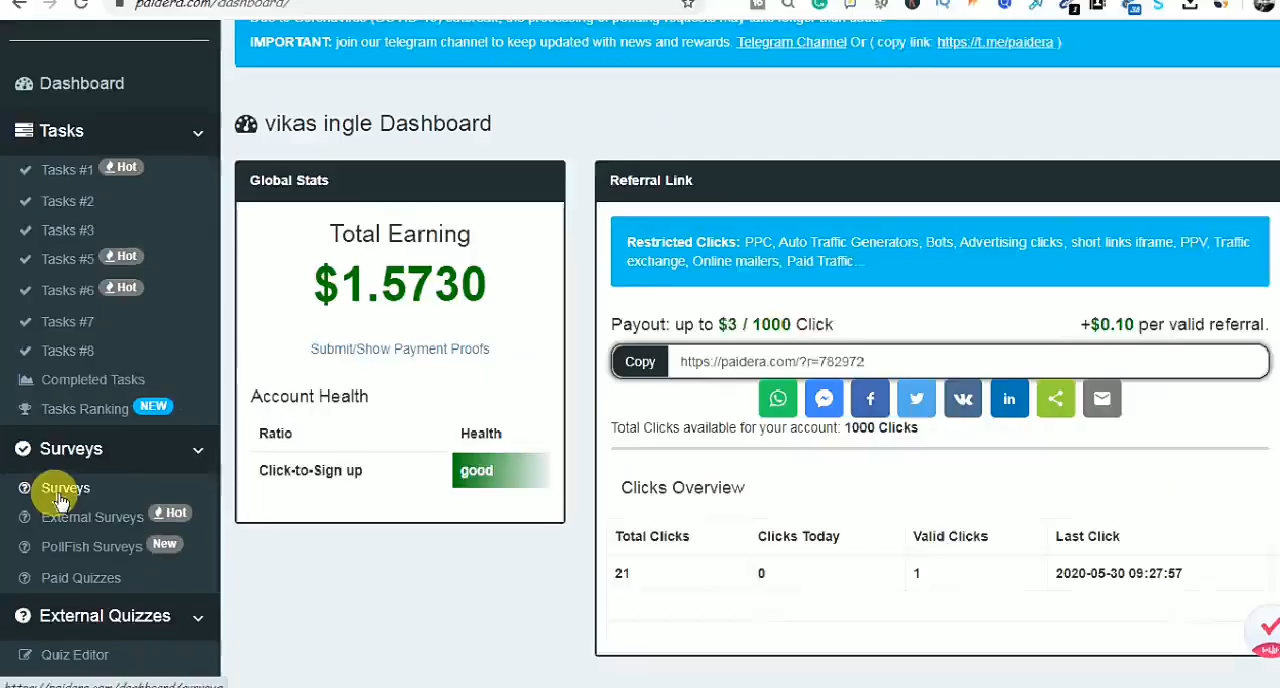 paidera.com/dashboard/
IMPORTANT: join our telegram channel to keep updated with news and rewards. Telegram Channel Or ( copy link: https://t.me/paidera )
Dashboard
Tasks
Tasks #1 Hot
Tasks #2
Tasks #3
Tasks #5 Hot
Tasks #6 Hot
Tasks #7
Tasks #8
Completed Tasks
Tasks Ranking NEW
Surveys
Surveys
External Surveys Hot
PollFish Surveys New
Paid Quizzes
External Quizzes
Quiz Editor
vikas ingle Dashboard
Global Stats
Total Earning
$1.5730
Submit/Show Payment Proofs
Account Health
Ratio Health
Click-to-Sign up good
Referral Link
Restricted Clicks: PPC, Auto Traffic Generators, Bots, Advertising clicks, short links iframe, PPV, Traffic
exchange, Online mailers, Paid Traffic...
Payout: up to $3 / 1000 Click +$0.10 per valid referral.
Copy https://paidera.com/?r=782972
in
Total Clicks available for your account: 1000 Clicks
Clicks Overview
Total Clicks Clicks Today Valid Clicks Last Click
21 0 1 2020-05-30 09:27:57